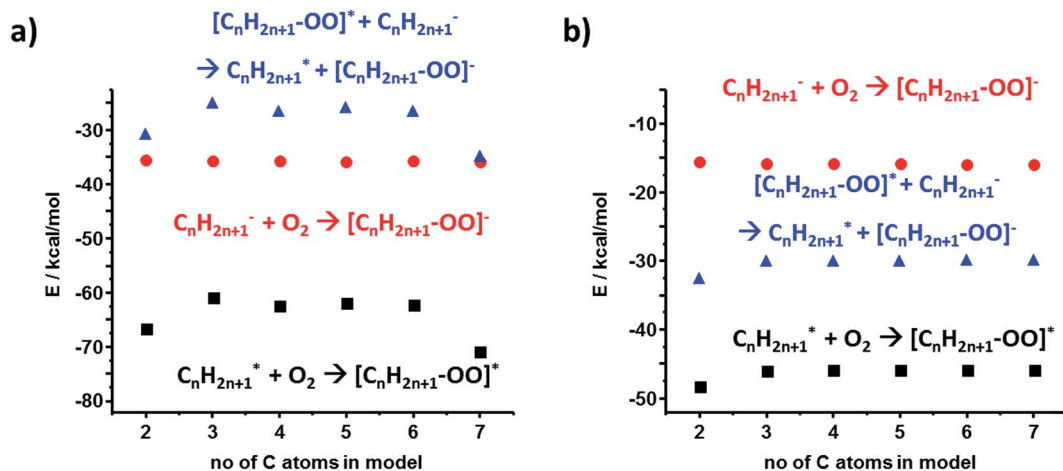 a)
[CₙH₂ₙ₊₁-OO]* + CₙH₂ₙ₊₁⁻
→ CₙH₂ₙ₊₁* + [CₙH₂ₙ₊₁-OO]⁻
CₙH₂ₙ₊₁⁻ + O₂ → [CₙH₂ₙ₊₁-OO]⁻
CₙH₂ₙ₊₁* + O₂ → [CₙH₂ₙ₊₁-OO]*
E / kcal/mol
-30
-40
-50
-60
-70
-80
2 3 4 5 6 7
no of C atoms in model
b)
CₙH₂ₙ₊₁⁻ + O₂ → [CₙH₂ₙ₊₁-OO]⁻
[CₙH₂ₙ₊₁-OO]* + CₙH₂ₙ₊₁⁻
→ CₙH₂ₙ₊₁* + [CₙH₂ₙ₊₁-OO]⁻
CₙH₂ₙ₊₁* + O₂ → [CₙH₂ₙ₊₁-OO]*
E / kcal/mol
-10
-20
-30
-40
-50
2 3 4 5 6 7
no of C atoms in model